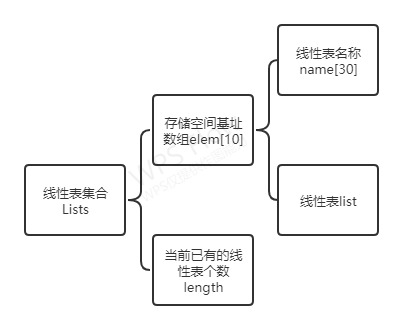 线性表名称
name[30]
存储空间基址
数组elem[10]
线性表集合
Lists
线性表list
当前已有的线
性表个数
length